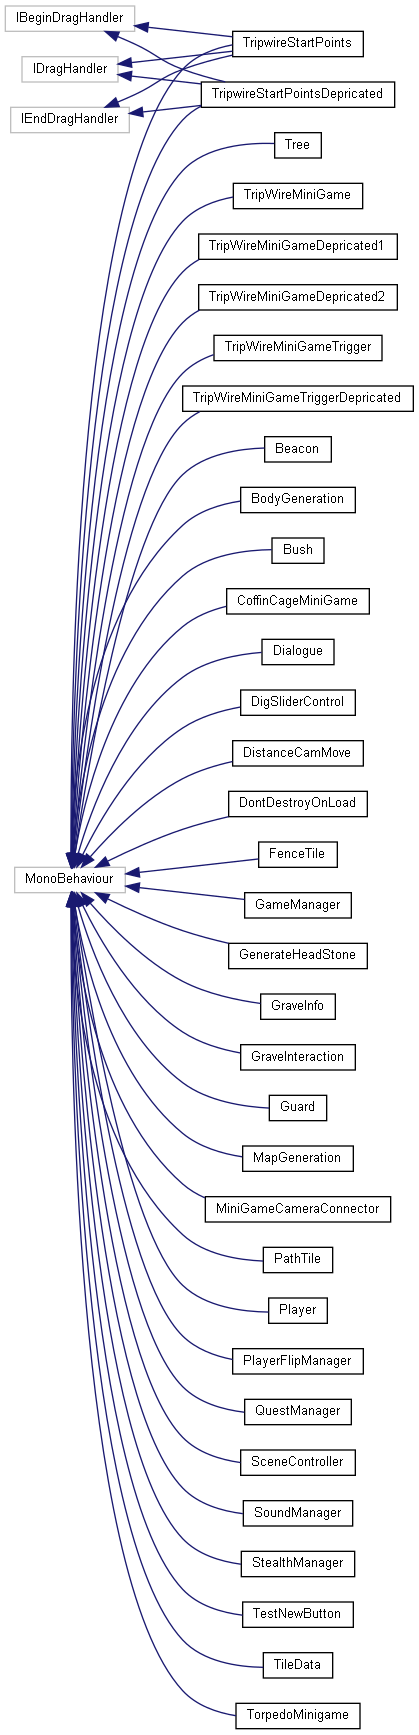 IBeginDragHandler
TripwireStartPoints
IDragHandler
TripwireStartPointsDepricated
IEndDragHandler
Tree
TripWireMiniGame
TripWireMiniGameDepricated1
TripWireMiniGameDepricated2
TripWireMiniGameTrigger
TripWireMiniGameTriggerDepricated
Beacon
BodyGeneration
Bush
CoffinCageMiniGame
Dialogue
DigSliderControl
DistanceCamMove
DontDestroyOnLoad
FenceTile
MonoBehaviour
GameManager
GenerateHeadStone
GraveInfo
GraveInteraction
Guard
MapGeneration
MiniGameCameraConnector
PathTile
Player
PlayerFlipManager
QuestManager
SceneController
SoundManager
StealthManager
TestNewButton
TileData
TorpedoMinigame